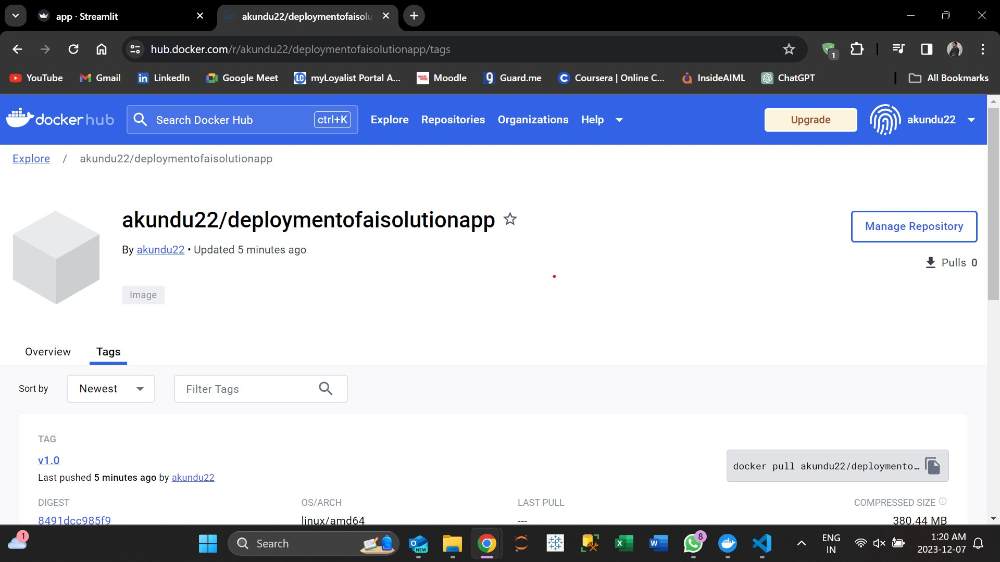 app · Streamlit
akundu22/deploymentofaisolu
hub.docker.com/r/akundu22/deploymentofaisolutionapp/tags
1
YouTube
Gmail
LinkedIn
Google Meet
myLoyalist Portal A...
Moodle
Guard.me
Coursera | Online C...
InsideAIML
ChatGPT
All Bookmarks
dockerhub
Search Docker Hub
ctrl+K
Explore
Repositories
Organizations
Help
Upgrade
akundu22
Explore / akundu22/deploymentofaisolutionapp
akundu22/deploymentofaisolutionapp
Manage Repository
By akundu22 • Updated 5 minutes ago
Pulls 0
Image
Overview
Tags
Sort by
Newest
Filter Tags
TAG
v1.0
docker pull akundu22/deploymento…
Last pushed 5 minutes ago by akundu22
DIGEST
OS/ARCH
LAST PULL
COMPRESSED SIZE
8491dcc985f9
linux/amd64
---
380.44 MB
1
Search
NEW
8
ENG
IN
1:20 AM
2023-12-07